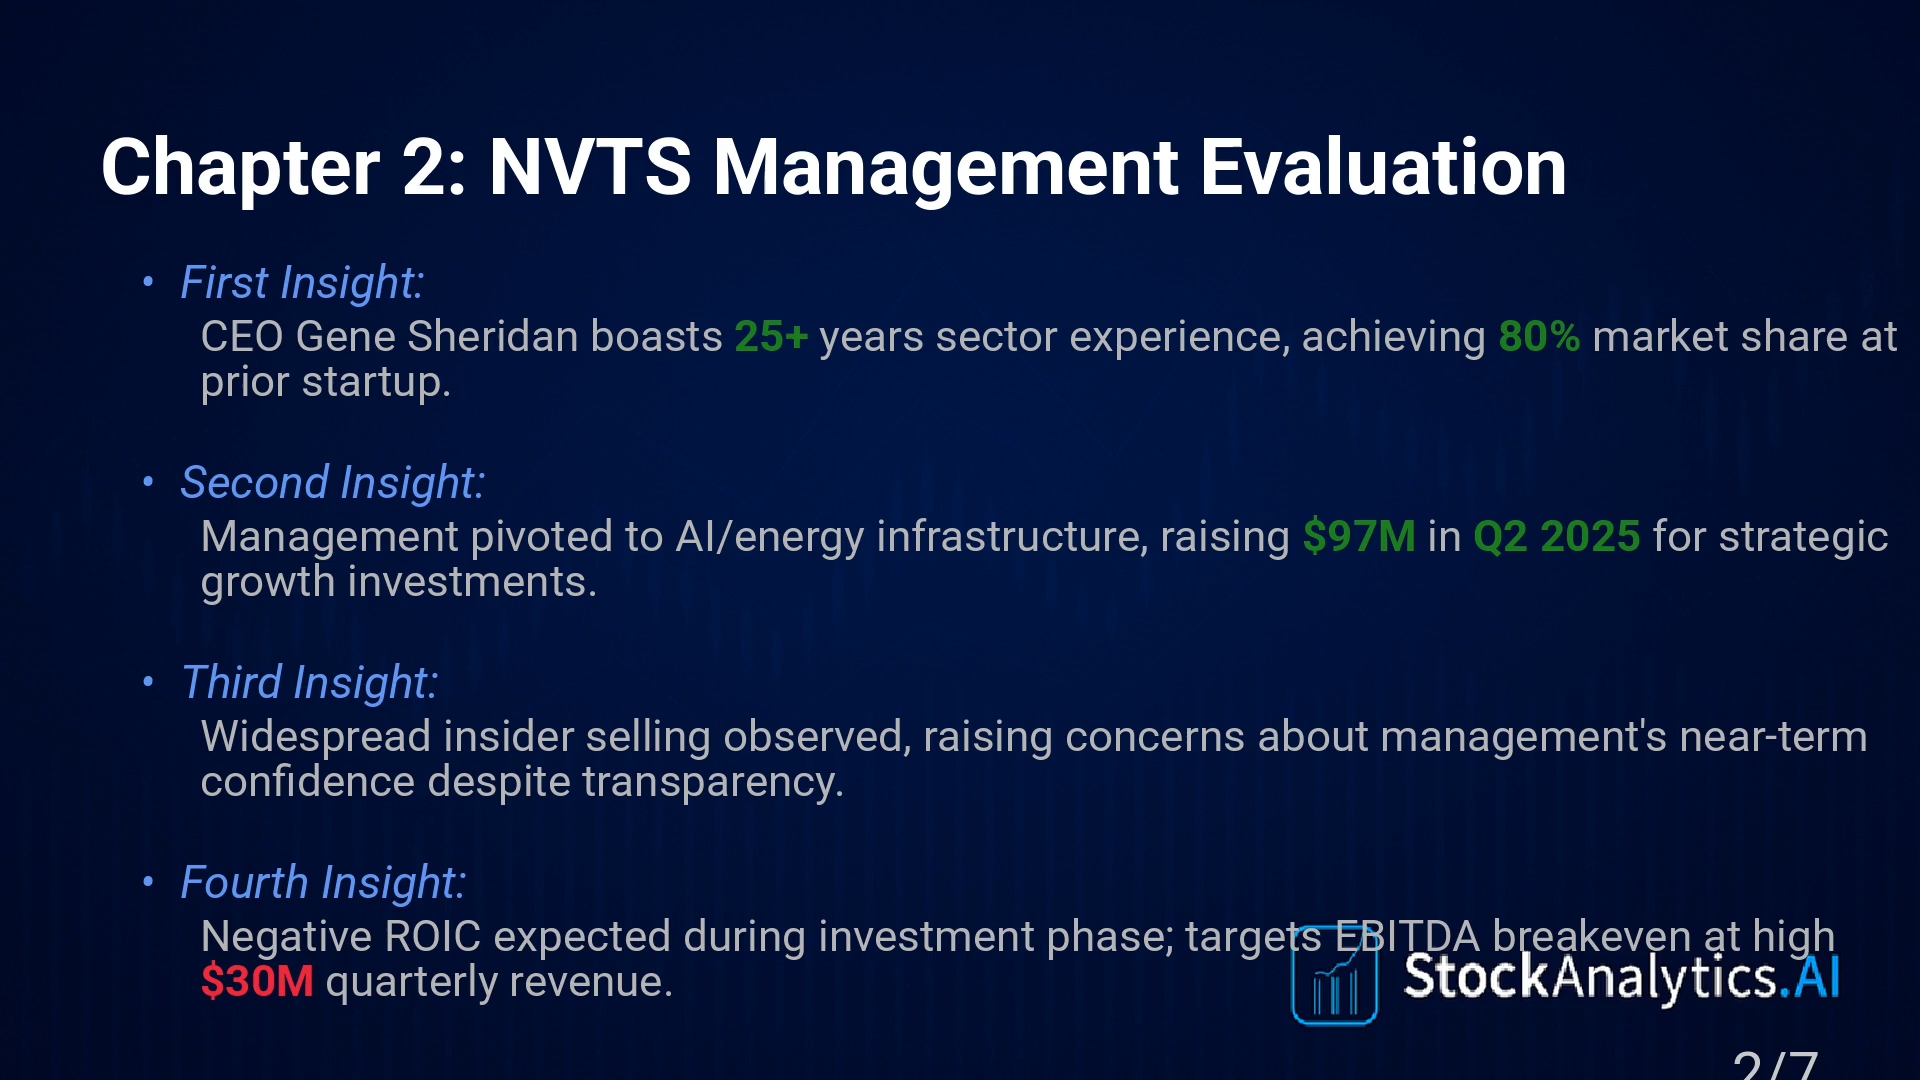 Chapter 2: NVTS Management Evaluation
• First Insight:
CEO Gene Sheridan boasts 25+ years sector experience, achieving 80% market share at
prior startup.
• Second Insight:
Management pivoted to AI/energy infrastructure, raising $97M in Q2 2025 for strategic
growth investments.
• Third Insight:
Widespread insider selling observed, raising concerns about management's near-term
confidence despite transparency.
• Fourth Insight:
Negative ROIC expected during investment phase; targets EBITDA breakeven at high
$30M quarterly revenue.
StockAnalytics.AI
2/7